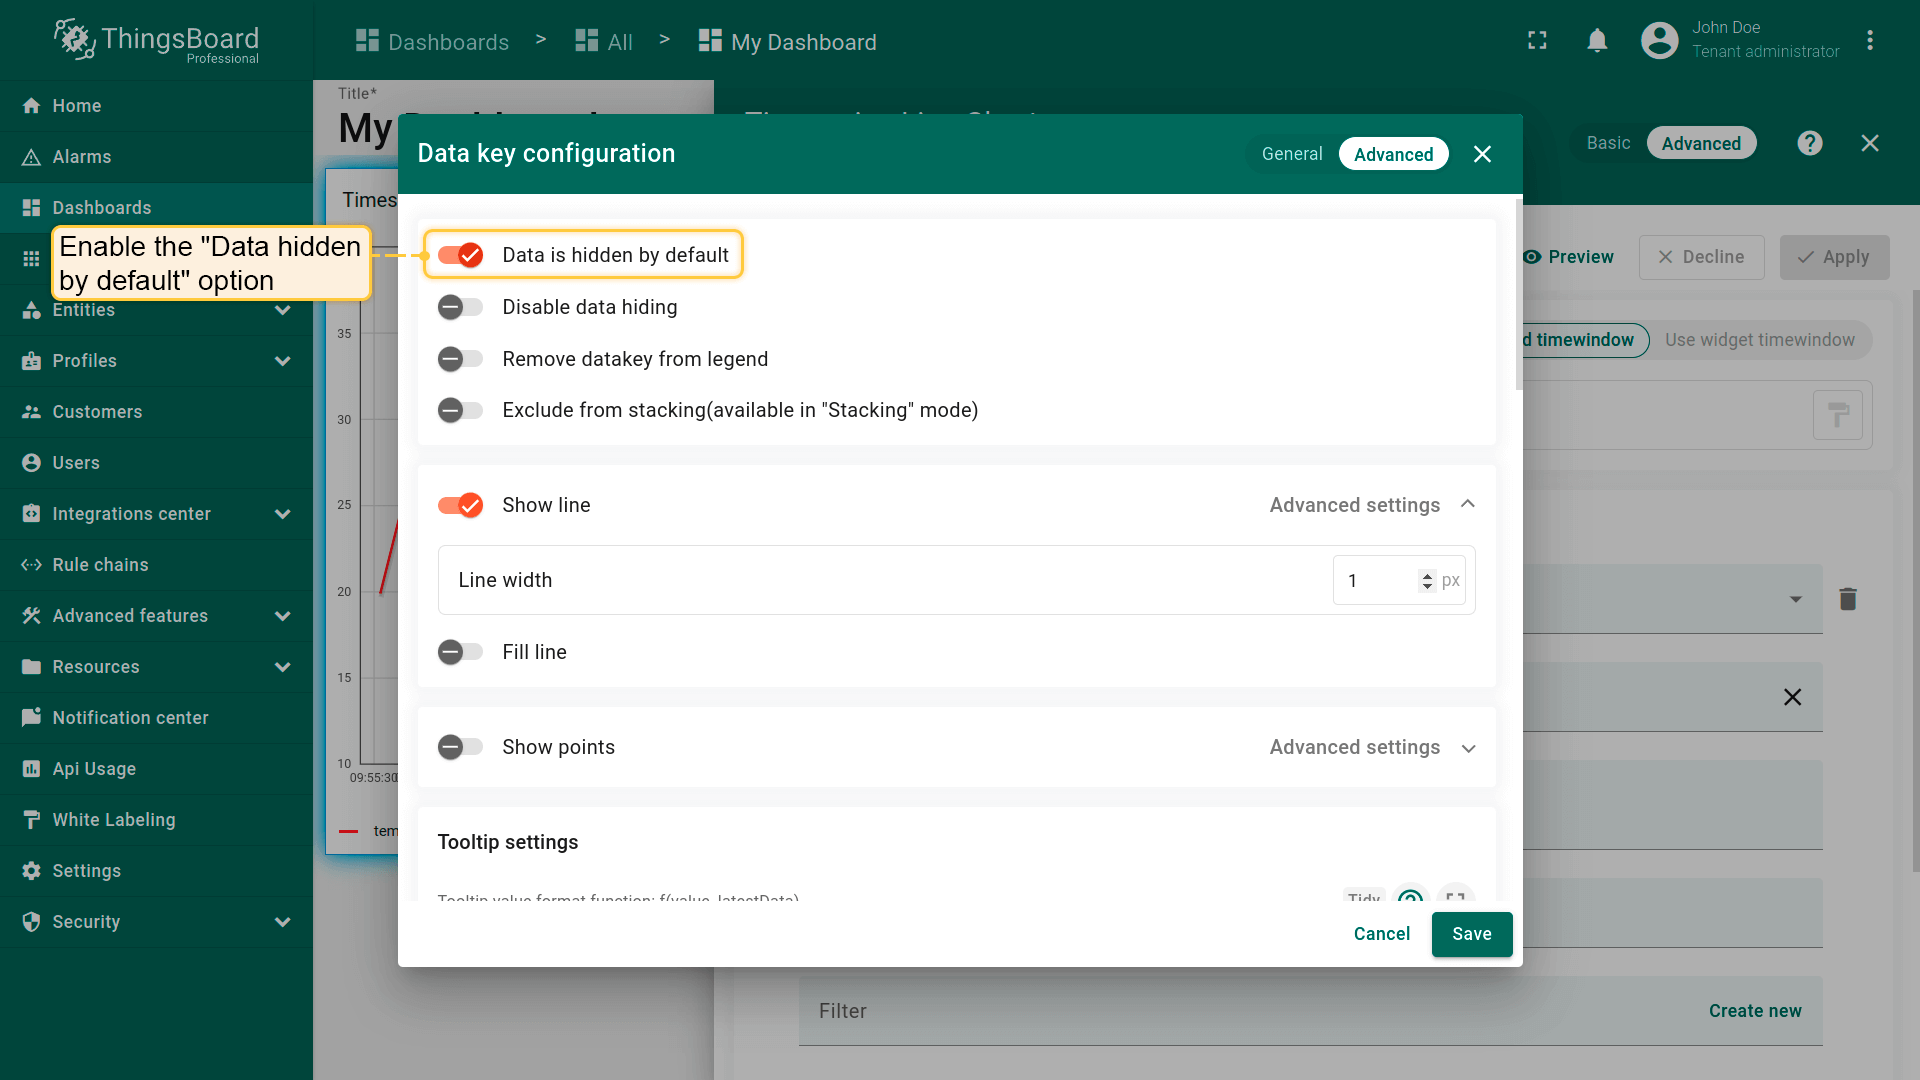 ThingsBoard
Professional
Dashboards > All > My Dashboard
John Doe
Tenant administrator
Home
Alarms
Dashboards
Entities
Profiles
Customers
Users
Integrations center
Rule chains
Advanced features
Resources
Notification center
Api Usage
White Labeling
Settings
Security
Enable the "Data hidden
by default" option
Title*
My
Times
35
30
25
20
15
10
09:55:30
tem
Basic
Advanced
Preview
Decline
Apply
d timewindow
Use widget timewindow
Filter
Create new
Data key configuration
General
Advanced
Data is hidden by default
Disable data hiding
Remove datakey from legend
Exclude from stacking(available in "Stacking" mode)
Show line
Advanced settings
Line width
1
px
Fill line
Show points
Advanced settings
Tooltip settings
Tooltip value format function: f(value, latestData)
Tidy
Cancel
Save